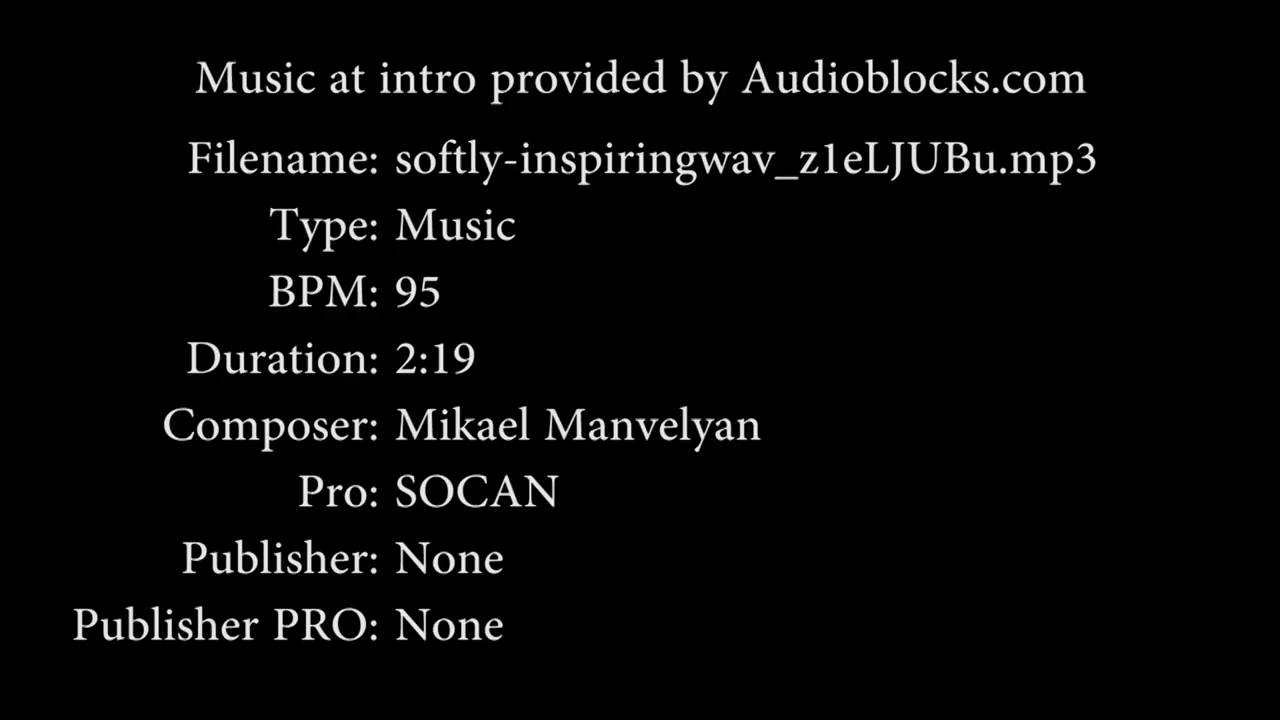 Music at intro provided by Audioblocks.com
Filename: softly-inspiringwav_z1eLJUBu.mp3
Type: Music
BPM: 95
Duration: 2:19
Composer: Mikael Manvelyan
Pro: SOCAN
Publisher: None
Publisher PRO: None